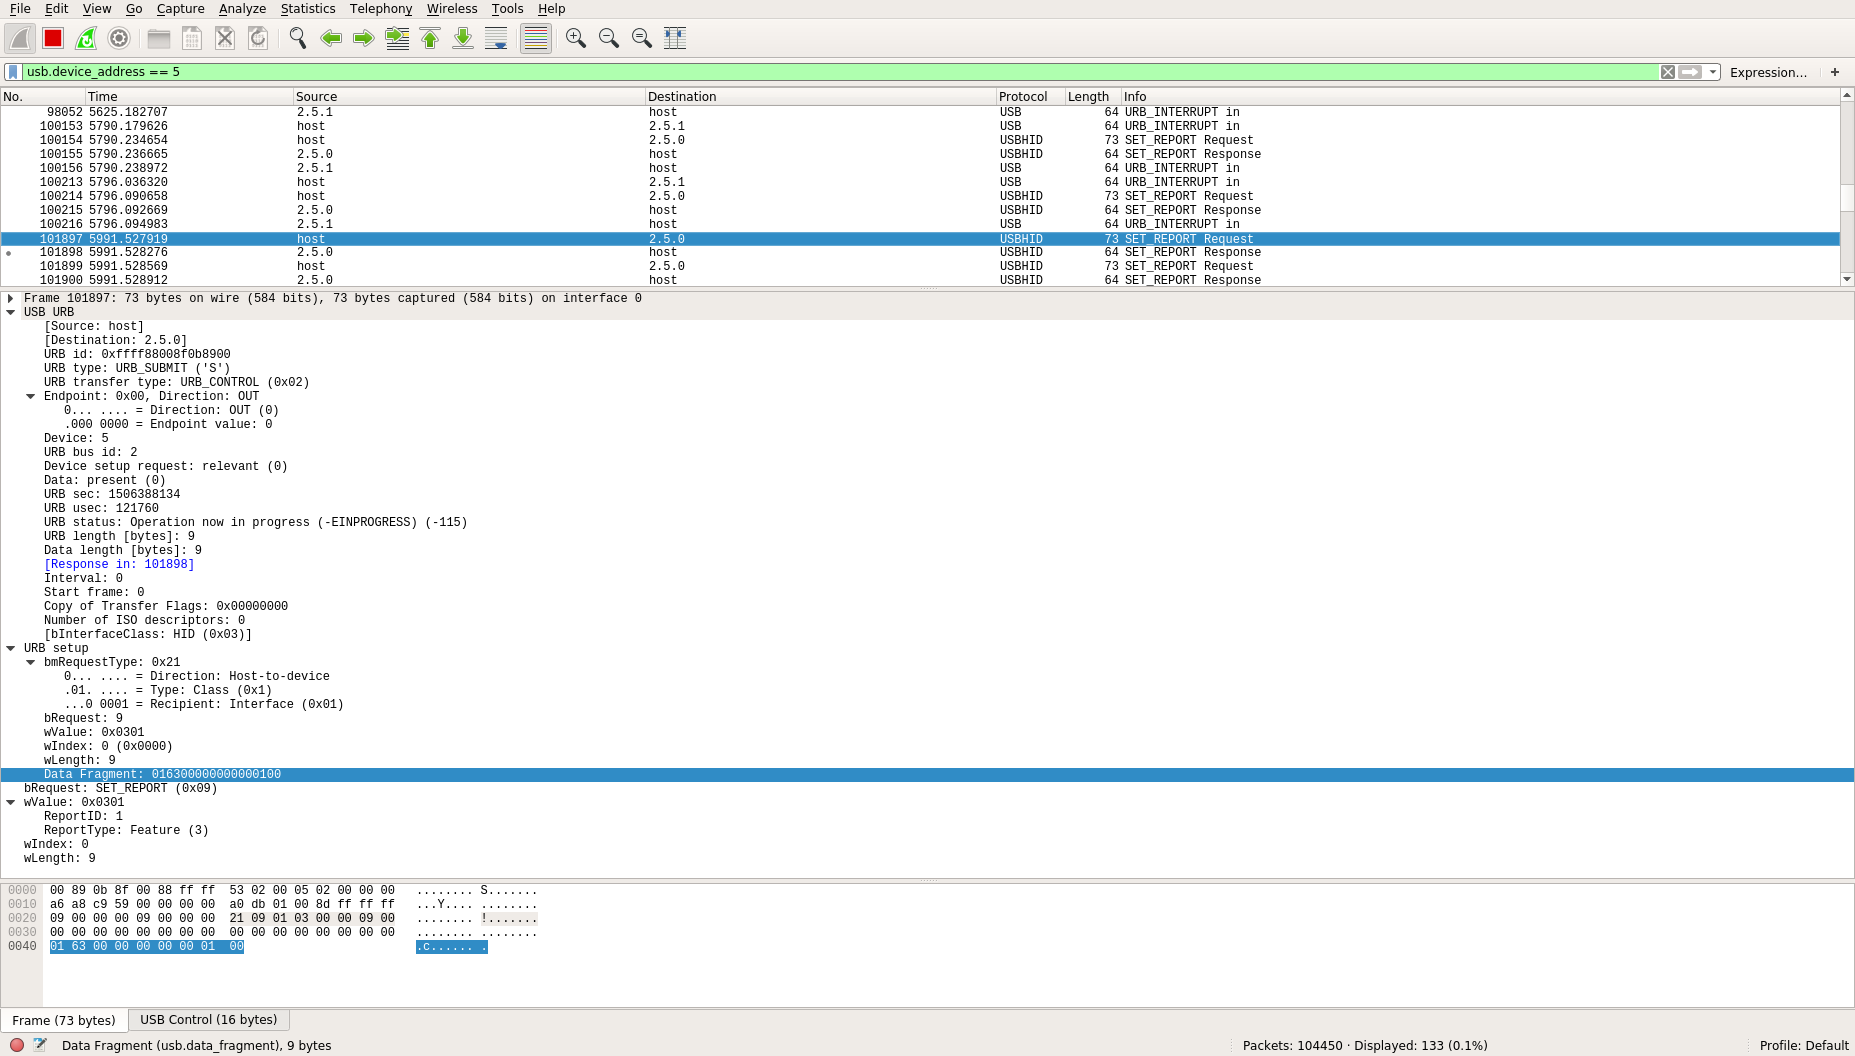 File Edit View Go Capture Analyze Statistics Telephony Wireless Tools Help
usb.device_address == 5 Expression... +
No. Time Source Destination Protocol Length Info
98052 5625.182707 2.5.1 host USB 64 URB_INTERRUPT in
100153 5790.179626 host 2.5.1 USB 64 URB_INTERRUPT in
100154 5790.234654 host 2.5.0 USBHID 73 SET_REPORT Request
100155 5790.236665 2.5.0 host USBHID 64 SET_REPORT Response
100156 5790.238972 2.5.1 host USB 64 URB_INTERRUPT in
100213 5796.036320 host 2.5.1 USB 64 URB_INTERRUPT in
100214 5796.090658 host 2.5.0 USBHID 73 SET_REPORT Request
100215 5796.092669 2.5.0 host USBHID 64 SET_REPORT Response
100216 5796.094983 2.5.1 host USB 64 URB_INTERRUPT in
101897 5991.527919 host 2.5.0 USBHID 73 SET_REPORT Request
101898 5991.528276 2.5.0 host USBHID 64 SET_REPORT Response
101899 5991.528569 host 2.5.0 USBHID 73 SET_REPORT Request
101900 5991.528912 2.5.0 host USBHID 64 SET_REPORT Response
Frame 101897: 73 bytes on wire (584 bits), 73 bytes captured (584 bits) on interface 0
USB URB
[Source: host]
[Destination: 2.5.0]
URB id: 0xffff88008f0b8900
URB type: URB_SUBMIT ('S')
URB transfer type: URB_CONTROL (0x02)
Endpoint: 0x00, Direction: OUT
0... .... = Direction: OUT (0)
.000 0000 = Endpoint value: 0
Device: 5
URB bus id: 2
Device setup request: relevant (0)
Data: present (0)
URB sec: 1506388134
URB usec: 121760
URB status: Operation now in progress (-EINPROGRESS) (-115)
URB length [bytes]: 9
Data length [bytes]: 9
[Response in: 101898]
Interval: 0
Start frame: 0
Copy of Transfer Flags: 0x00000000
Number of ISO descriptors: 0
[bInterfaceClass: HID (0x03)]
URB setup
bmRequestType: 0x21
0... .... = Direction: Host-to-device
.01. .... = Type: Class (0x1)
...0 0001 = Recipient: Interface (0x01)
bRequest: 9
wValue: 0x0301
wIndex: 0 (0x0000)
wLength: 9
Data Fragment: 016300000000000100
bRequest: SET_REPORT (0x09)
wValue: 0x0301
ReportID: 1
ReportType: Feature (3)
wIndex: 0
wLength: 9
0000 00 89 0b 8f 00 88 ff ff 53 02 00 05 02 00 00 00 ........ S.......
0010 a6 a8 c9 59 00 00 00 00 a0 db 01 00 8d ff ff ff ...Y.... ........
0020 09 00 00 00 09 00 00 00 21 09 01 03 00 00 09 00 ........ !.......
0030 00 00 00 00 00 00 00 00 00 00 00 00 00 00 00 00 ........ ........
0040 01 63 00 00 00 00 00 01 00 .c...... .
Frame (73 bytes) USB Control (16 bytes)
Data Fragment (usb.data_fragment), 9 bytes Packets: 104450 · Displayed: 133 (0.1%) Profile: Default